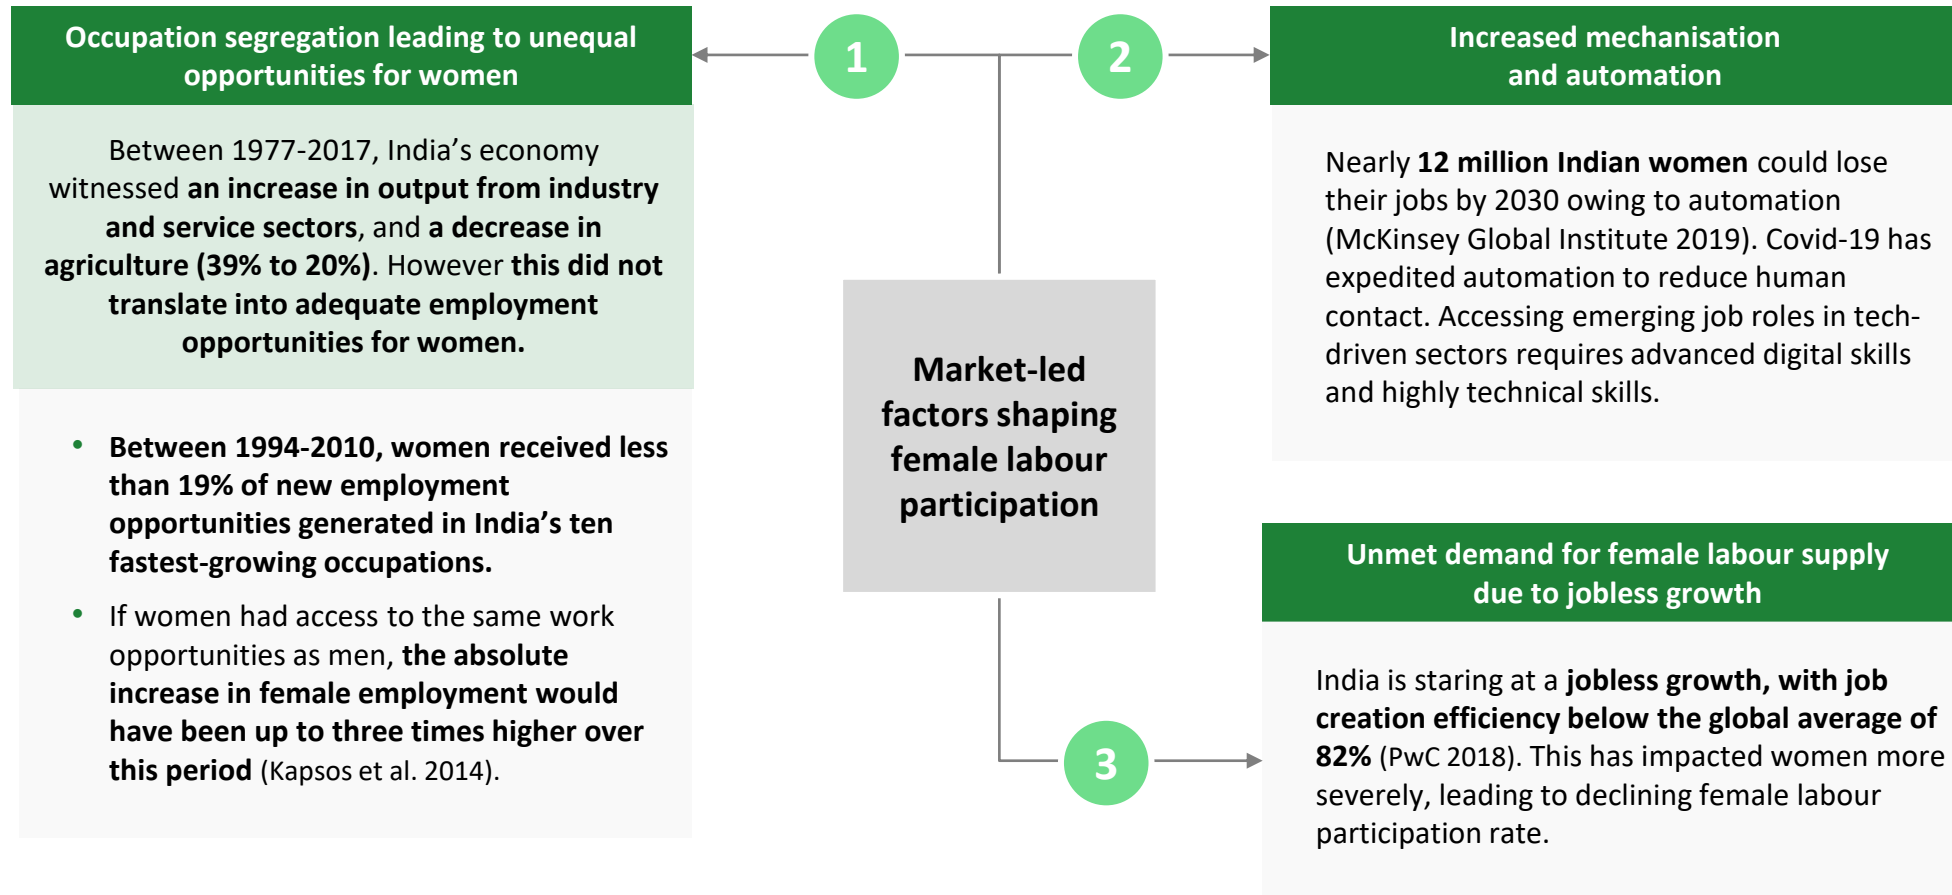 Occupation segregation leading to unequal
opportunities for women
Between 1977-2017, India’s economy
witnessed an increase in output from industry
and service sectors, and a decrease in
agriculture (39% to 20%). However this did not
translate into adequate employment
opportunities for women.
• Between 1994-2010, women received less
than 19% of new employment
opportunities generated in India’s ten
fastest-growing occupations.
• If women had access to the same work
opportunities as men, the absolute
increase in female employment would
have been up to three times higher over
this period (Kapsos et al. 2014).
1
2
Market-led
factors shaping
female labour
participation
3
Increased mechanisation
and automation
Nearly 12 million Indian women could lose
their jobs by 2030 owing to automation
(McKinsey Global Institute 2019). Covid-19 has
expedited automation to reduce human
contact. Accessing emerging job roles in tech-
driven sectors requires advanced digital skills
and highly technical skills.
Unmet demand for female labour supply
due to jobless growth
India is staring at a jobless growth, with job
creation efficiency below the global average of
82% (PwC 2018). This has impacted women more
severely, leading to declining female labour
participation rate.